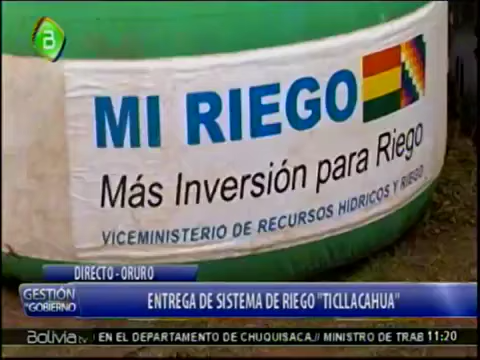 MI RIEGO
Más Inversión para Riego
VICEMINISTERIO DE RECURSOS HÍDRICOS Y RIEGO
DIRECTO - ORURO
GESTIÓN
DE GOBIERNO
ENTREGA DE SISTEMA DE RIEGO "TICLLACAHUA"
Bolivia tv
EN EL DEPARTAMENTO DE CHUQUISACA // MINISTRO DE TRAB 11:20